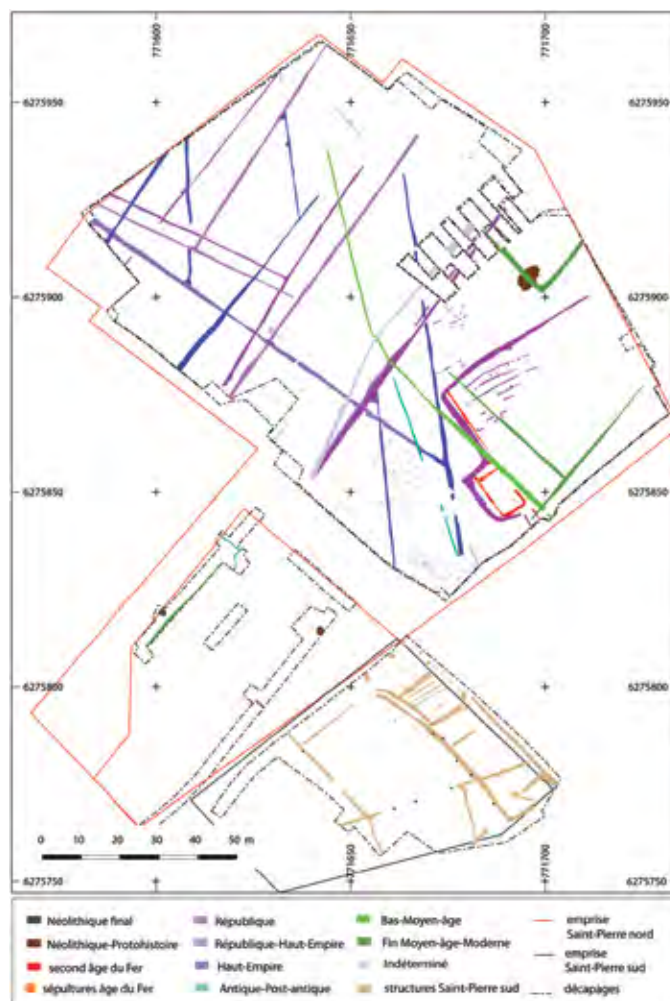 771600
771650
771700
6275950
6275950
6275900
6275900
6275850
6275850
6275800
6275800
0 10 20 30 40 50 m
6275750
771650
771700
6275750
Néolithique final
Néolithique-Protohistoire
second âge du Fer
sépultures âge du Fer
République
République-Haut-Empire
Haut-Empire
Antique-Post-antique
Bas-Moyen-âge
Fin Moyen-âge-Moderne
Indéterminé
structures Saint-Pierre sud
emprise
Saint-Pierre nord
emprise
Saint-Pierre sud
décapages